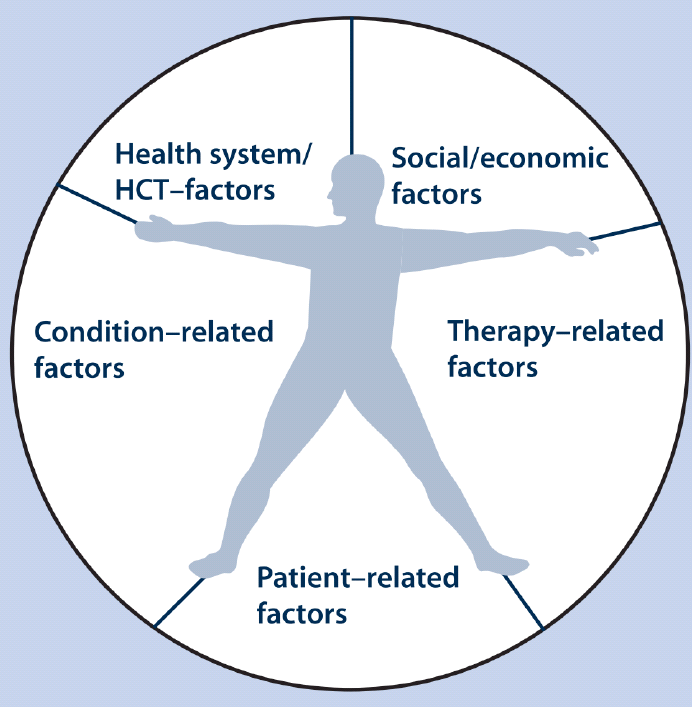 Health system/
HCT–factors
Social/economic
factors
Condition–related
factors
Therapy–related
factors
Patient–related
factors